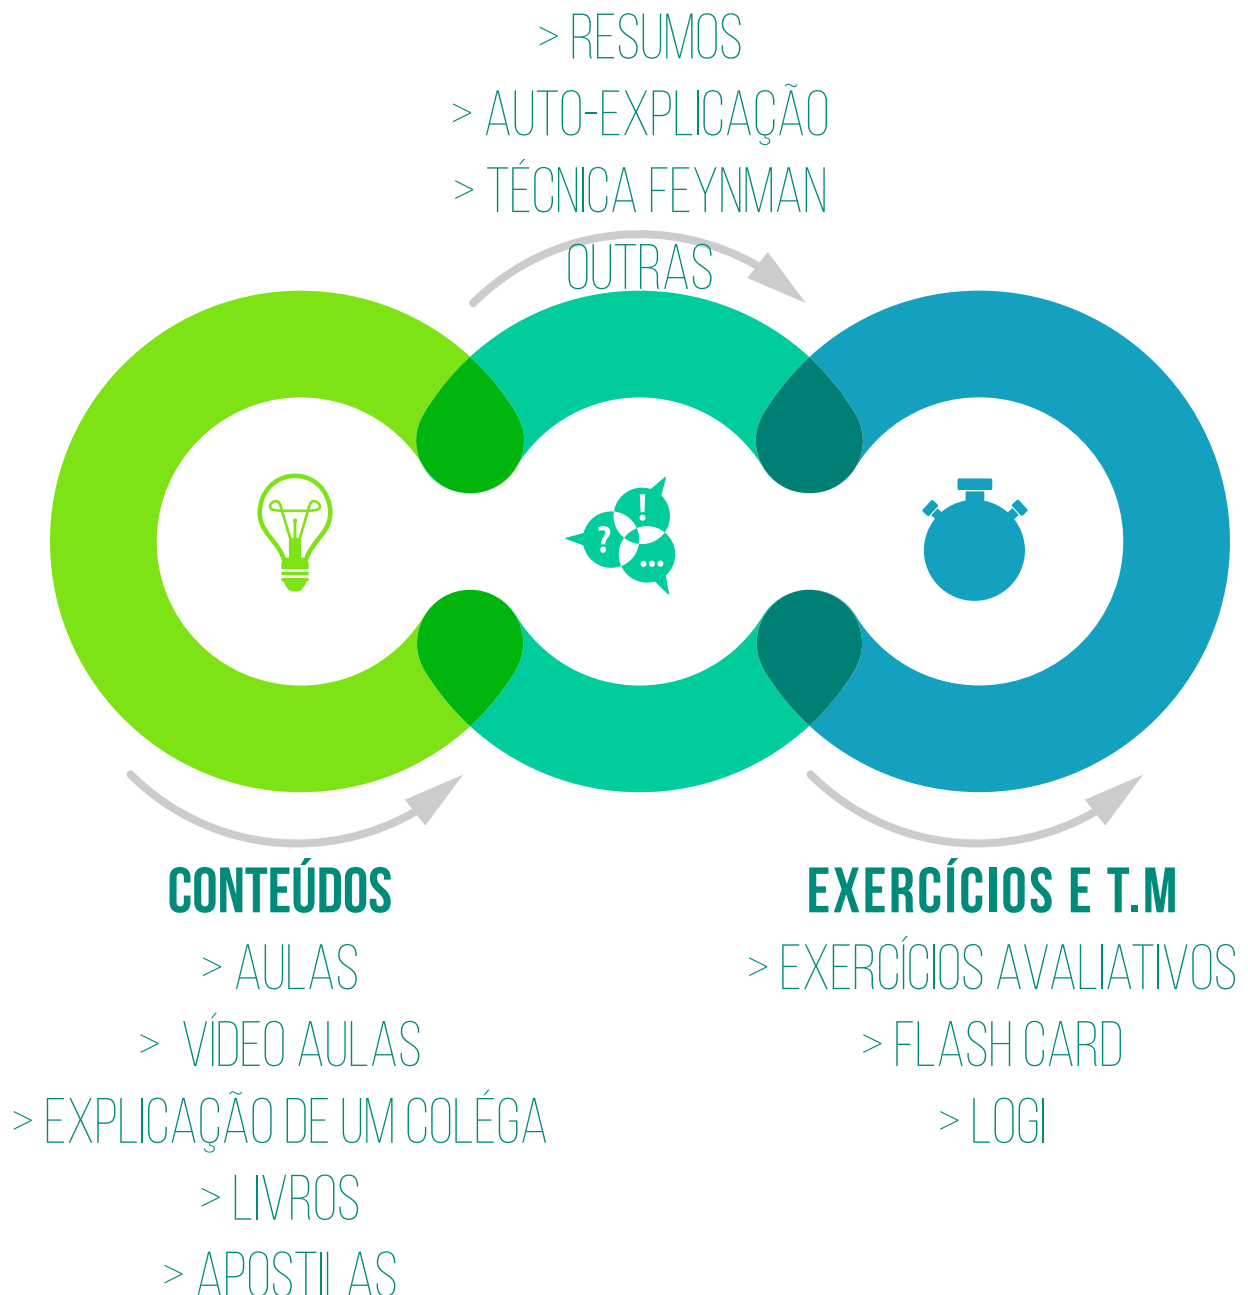 > RESUMOS
> AUTO-EXPLICAÇÃO
> TÉCNICA FEYNMAN
OUTRAS
CONTEÚDOS
> AULAS
> VÍDEO AULAS
> EXPLICAÇÃO DE UM COLÉGA
> LIVROS
> APOSTILAS
EXERCÍCIOS E T.M
> EXERCÍCIOS AVALIATIVOS
> FLASH CARD
> LOGI
?
!
...